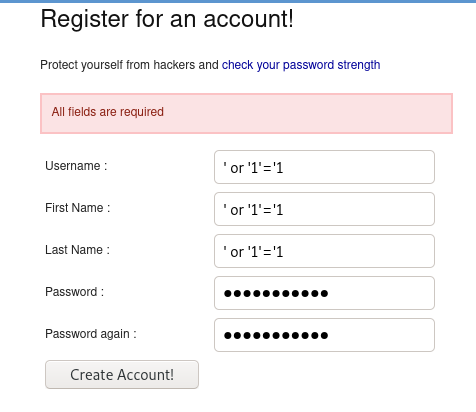 Register for an account!
Protect yourself from hackers and check your password strength
All fields are required
Username : ' or '1'='1
First Name : ' or '1'='1
Last Name : ' or '1'='1
Password : ●●●●●●●●●●●
Password again : ●●●●●●●●●●●
Create Account!